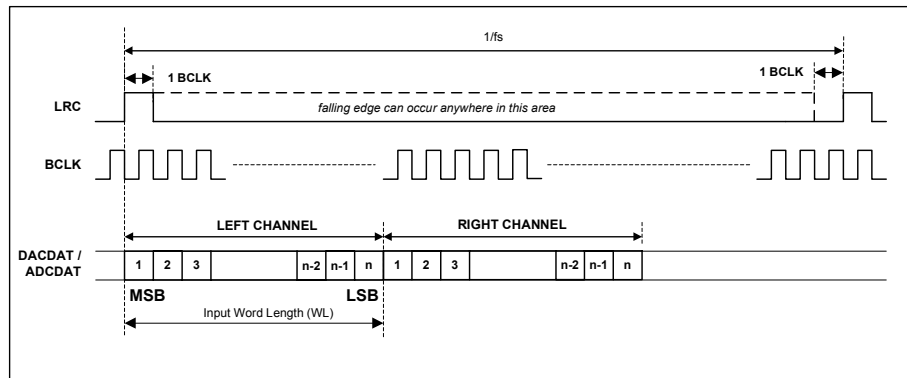 1/fs
1 BCLK
1 BCLK
LRC
falling edge can occur anywhere in this area
BCLK
LEFT CHANNEL
RIGHT CHANNEL
DACDAT /
ADCDAT
1 2 3 n-2 n-1 n 1 2 3 n-2 n-1 n
MSB LSB
Input Word Length (WL)